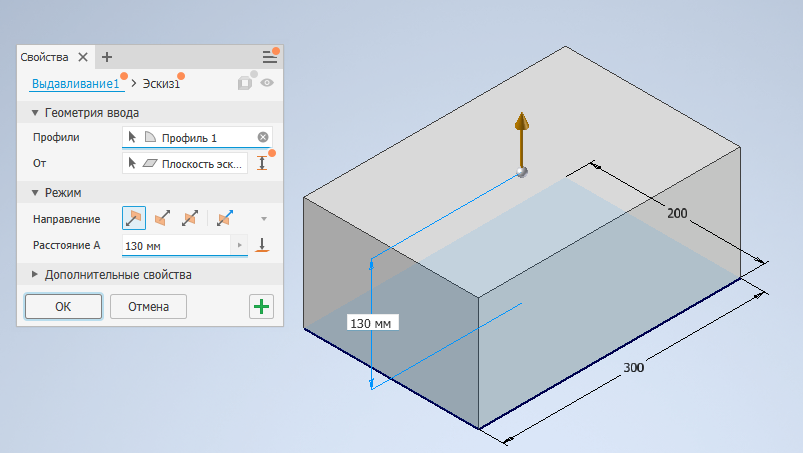 Свойства
Выдавливание1 > Эскиз1
Геометрия ввода
Профили Профиль 1
От Плоскость эск...
Режим
Направление
Расстояние A 130 мм
Дополнительные свойства
ОК Отмена
200
130 мм
300